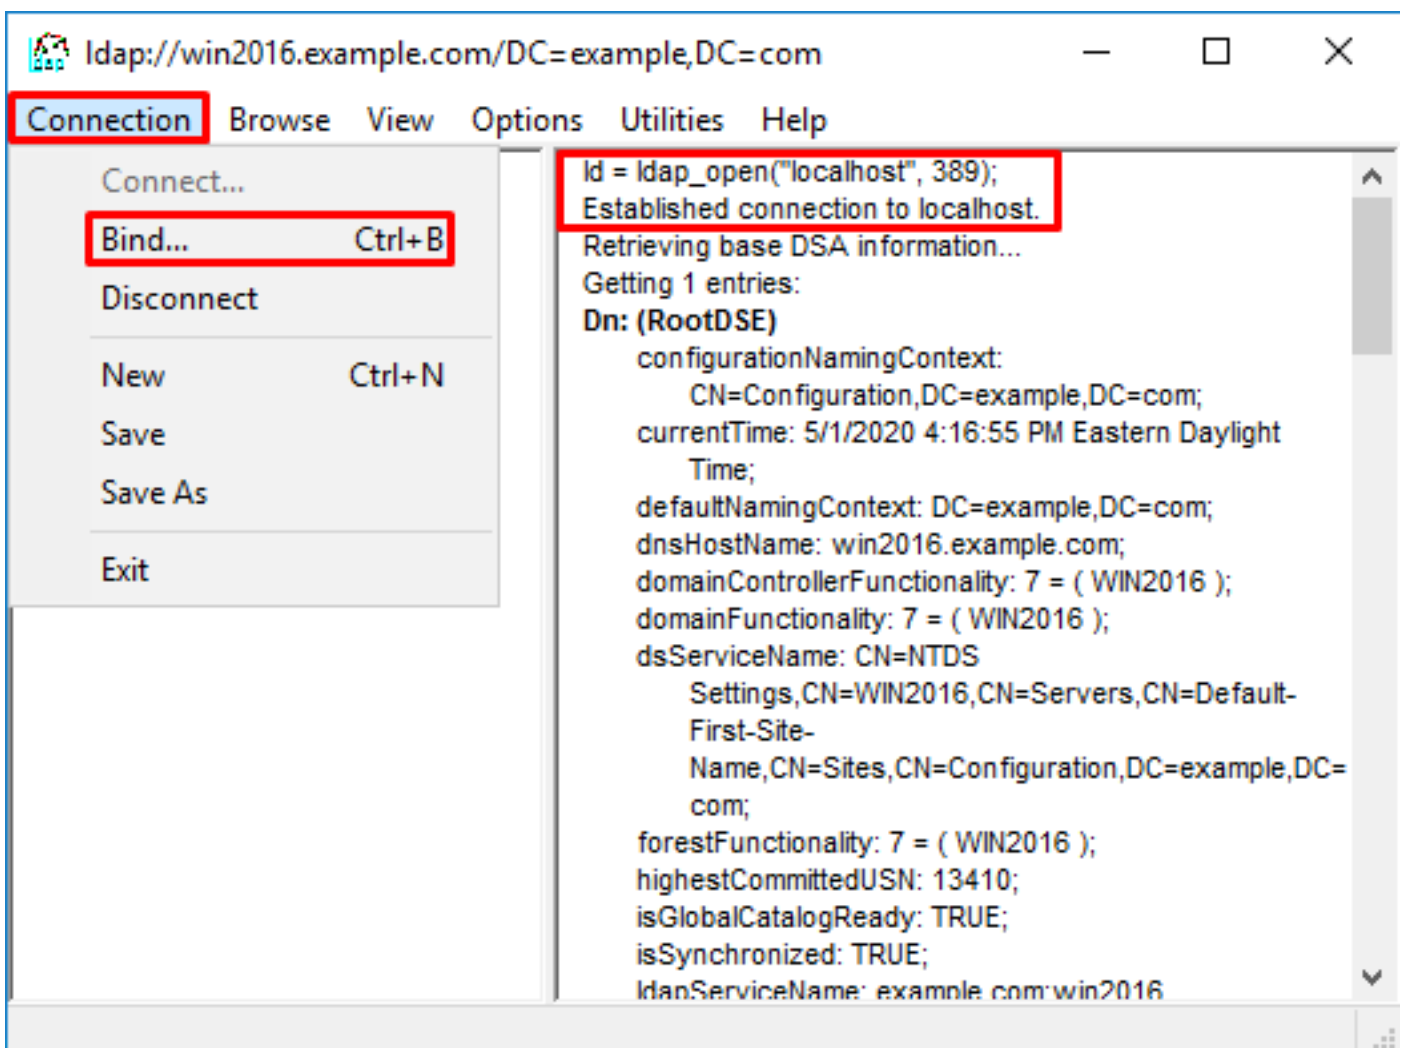 ldap://win2016.example.com/DC=example,DC=com
Connection Browse View Options Utilities Help
Connect...
Bind... Ctrl+B
Disconnect
New Ctrl+N
Save
Save As
Exit
ld = ldap_open("localhost", 389);
Established connection to localhost.
Retrieving base DSA information...
Getting 1 entries:
Dn: (RootDSE)
configurationNamingContext:
CN=Configuration,DC=example,DC=com;
currentTime: 5/1/2020 4:16:55 PM Eastern Daylight
Time;
defaultNamingContext: DC=example,DC=com;
dnsHostName: win2016.example.com;
domainControllerFunctionality: 7 = ( WIN2016 );
domainFunctionality: 7 = ( WIN2016 );
dsServiceName: CN=NTDS
Settings,CN=WIN2016,CN=Servers,CN=Default-
First-Site-
Name,CN=Sites,CN=Configuration,DC=example,DC=
com;
forestFunctionality: 7 = ( WIN2016 );
highestCommittedUSN: 13410;
isGlobalCatalogReady: TRUE;
isSynchronized: TRUE;
ldapServiceName: example.com:win2016